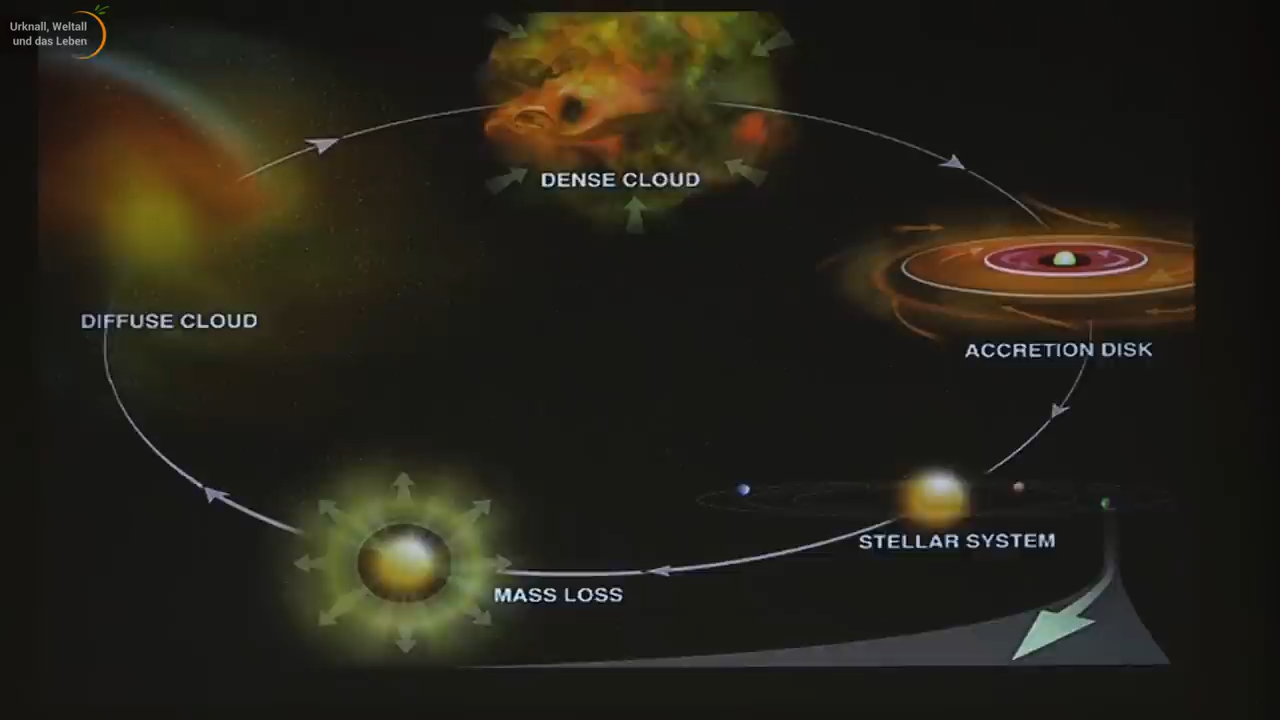 Urknall, Weltall
und das Leben
DENSE CLOUD
DIFFUSE CLOUD
ACCRETION DISK
STELLAR SYSTEM
MASS LOSS